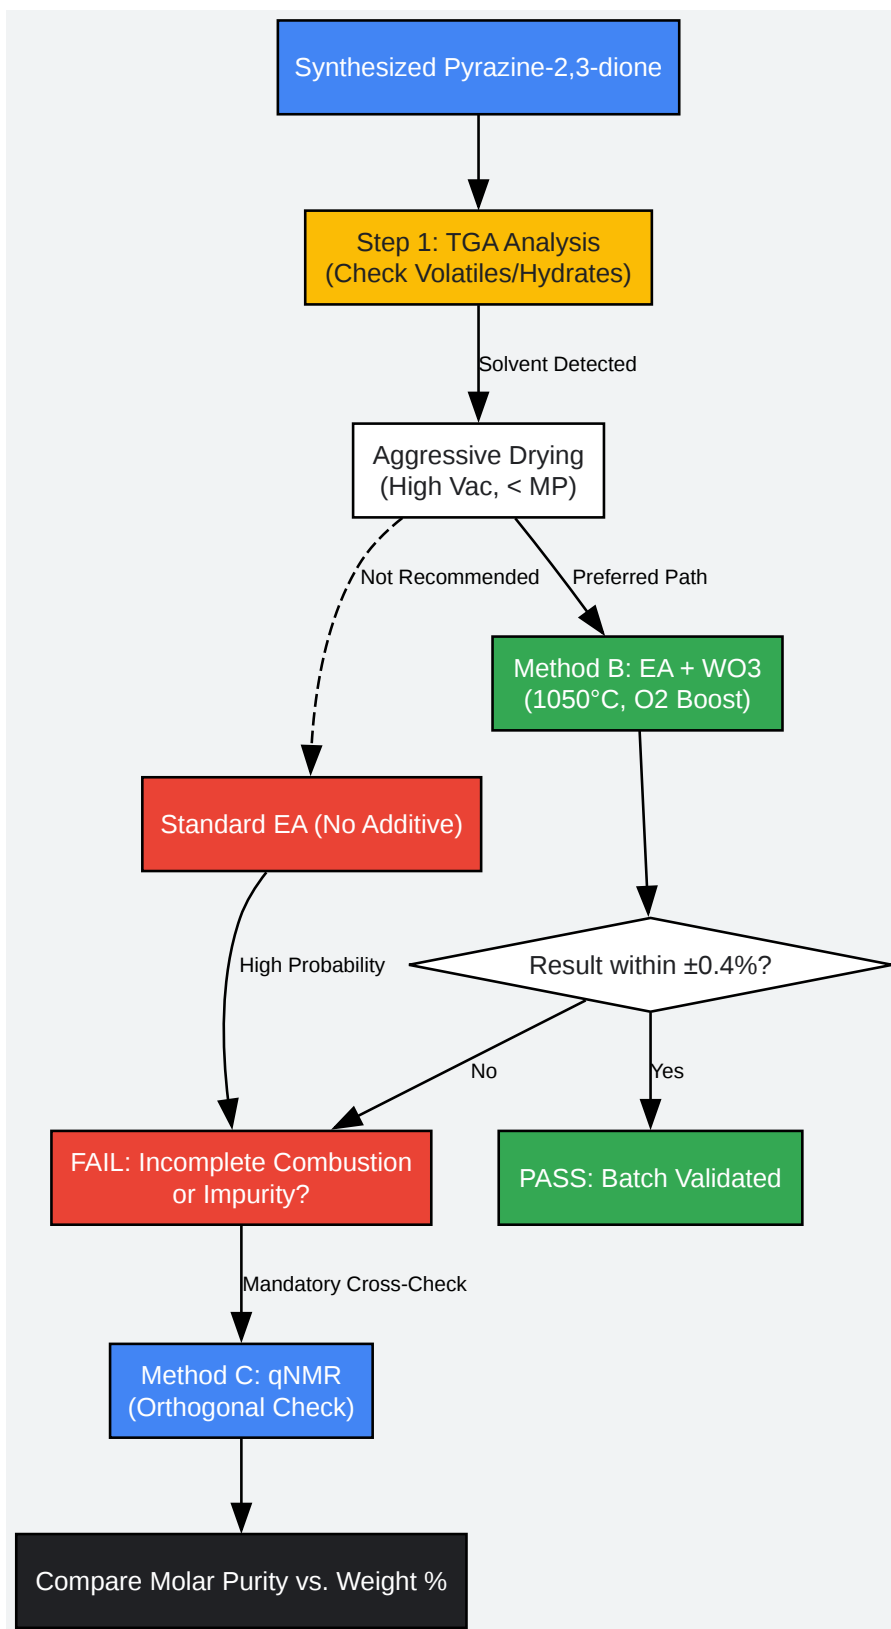 Synthesized Pyrazine-2,3-dione
Step 1: TGA Analysis
(Check Volatiles/Hydrates)
Solvent Detected
Aggressive Drying
(High Vac, < MP)
Not Recommended
Preferred Path
Method B: EA + WO3
(1050°C, O2 Boost)
Standard EA (No Additive)
High Probability
Result within ±0.4%?
No
Yes
FAIL: Incomplete Combustion
or Impurity?
PASS: Batch Validated
Mandatory Cross-Check
Method C: qNMR
(Orthogonal Check)
Compare Molar Purity vs. Weight %